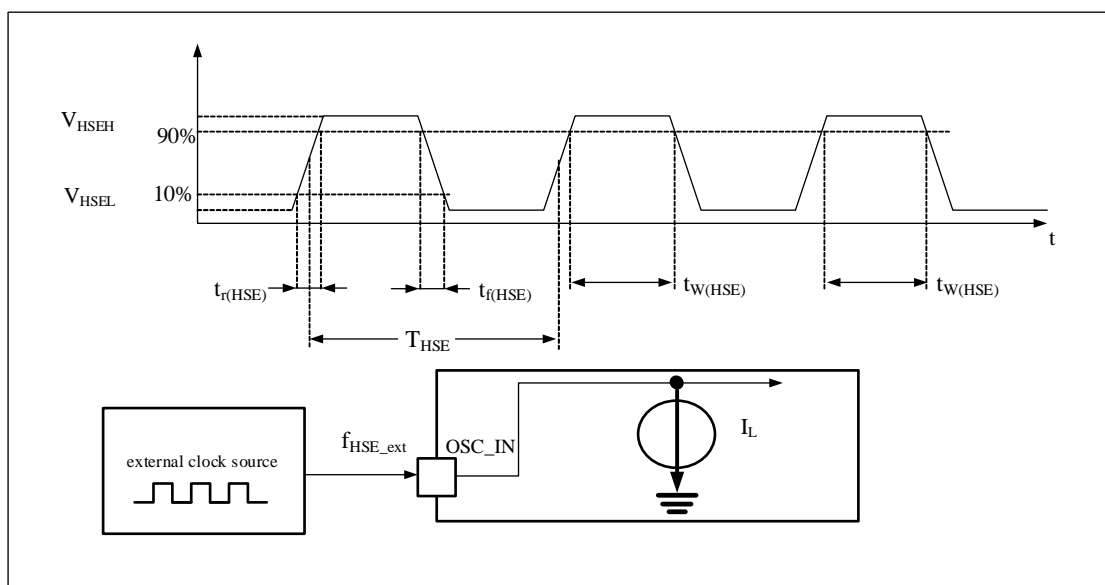 V_HSEH
90%
10%
V_HSEL
t
t_r(HSE)
t_f(HSE)
t_W(HSE)
t_W(HSE)
T_HSE
external clock source
f_HSE_ext
OSC_IN
I_L